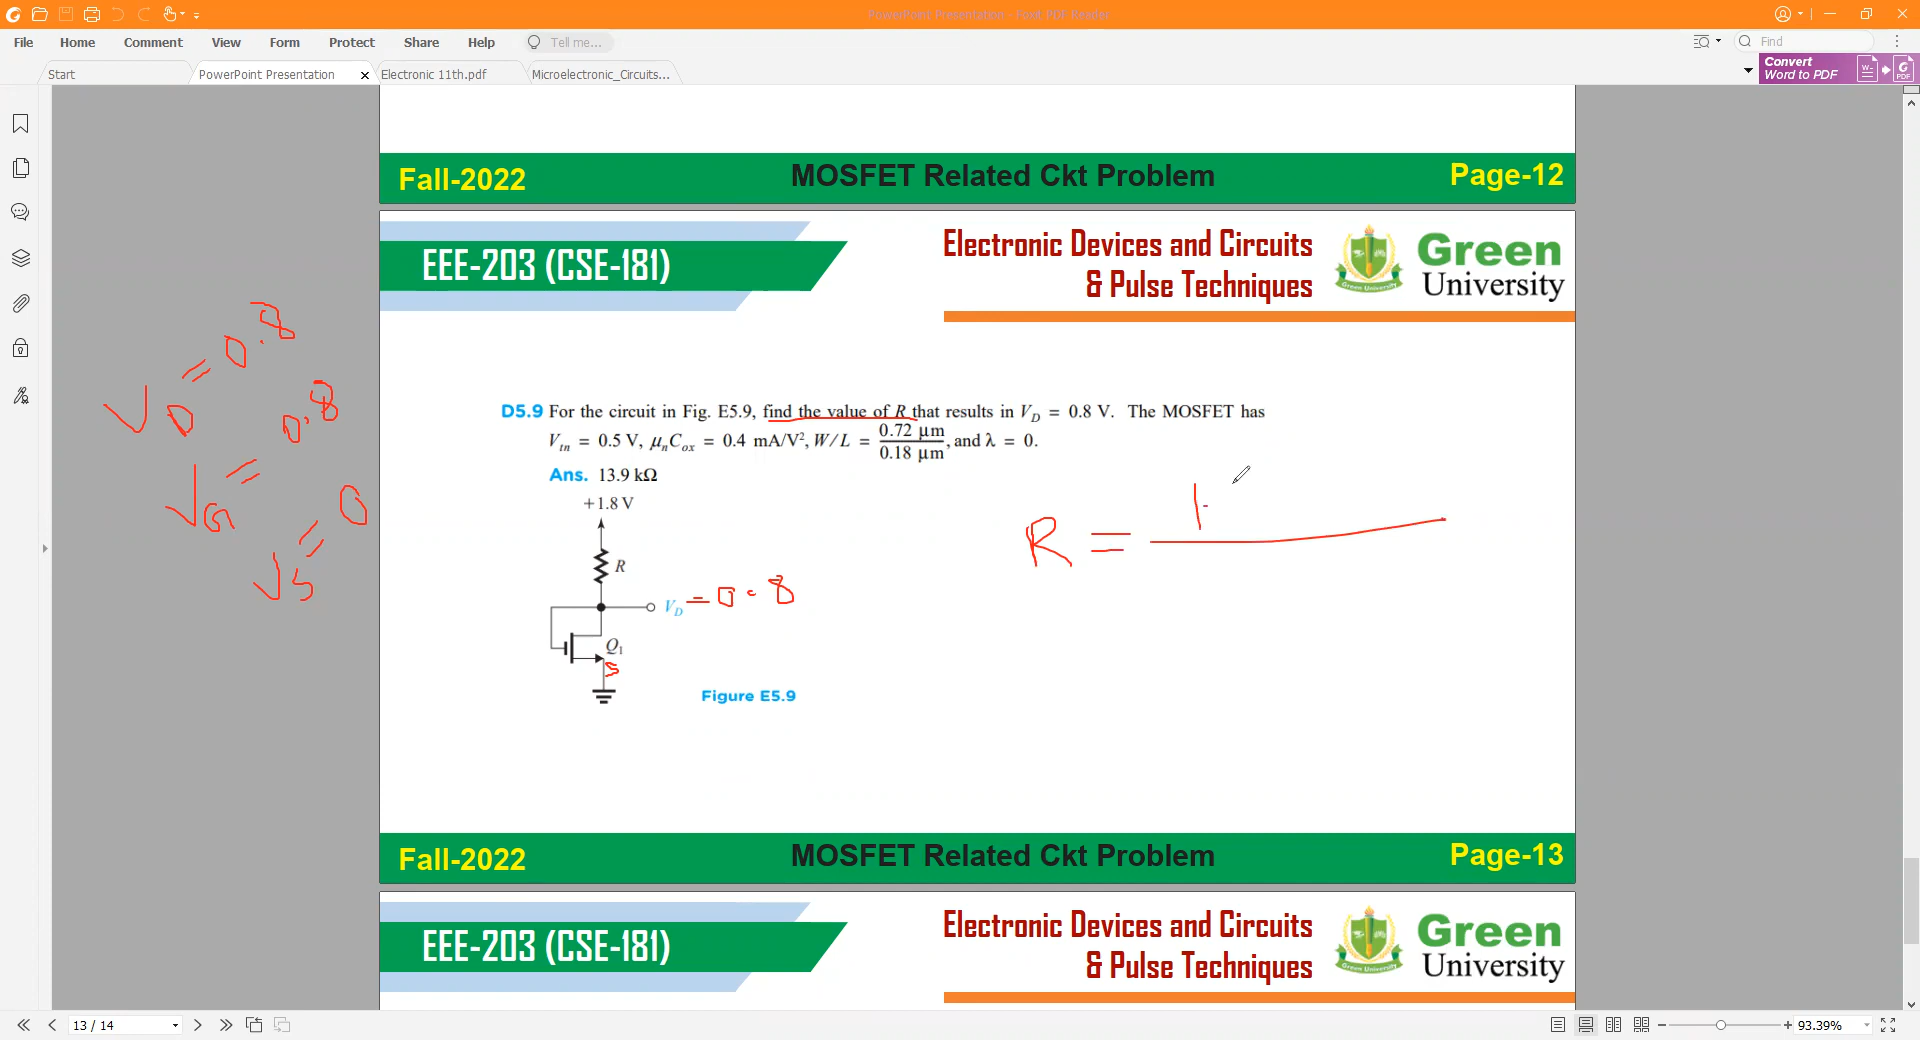 PowerPoint Presentation - Foxit PDF Reader
File Home Comment View Form Protect Share Help Tell me... Find
Start PowerPoint Presentation Electronic 11th.pdf Microelectronic_Circuits...
Convert
Word to PDF
Fall-2022 MOSFET Related Ckt Problem Page-12
EEE-203 (CSE-181)
Electronic Devices and Circuits
& Pulse Techniques
Green
University
D5.9 For the circuit in Fig. E5.9, find the value of R that results in V_D = 0.8 V. The MOSFET has
V_tn = 0.5 V, μ_nC_ox = 0.4 mA/V², W/L = 0.72 μm / 0.18 μm, and λ = 0.
Ans. 13.9 kΩ
+1.8 V
R
V_D = 0.8
Q₁
S
Figure E5.9
V_D = 0.8
V_G = 0.8
V_S = 0
R = 1.
Fall-2022 MOSFET Related Ckt Problem Page-13
EEE-203 (CSE-181)
Electronic Devices and Circuits
& Pulse Techniques
Green
University
13 / 14
93.39%